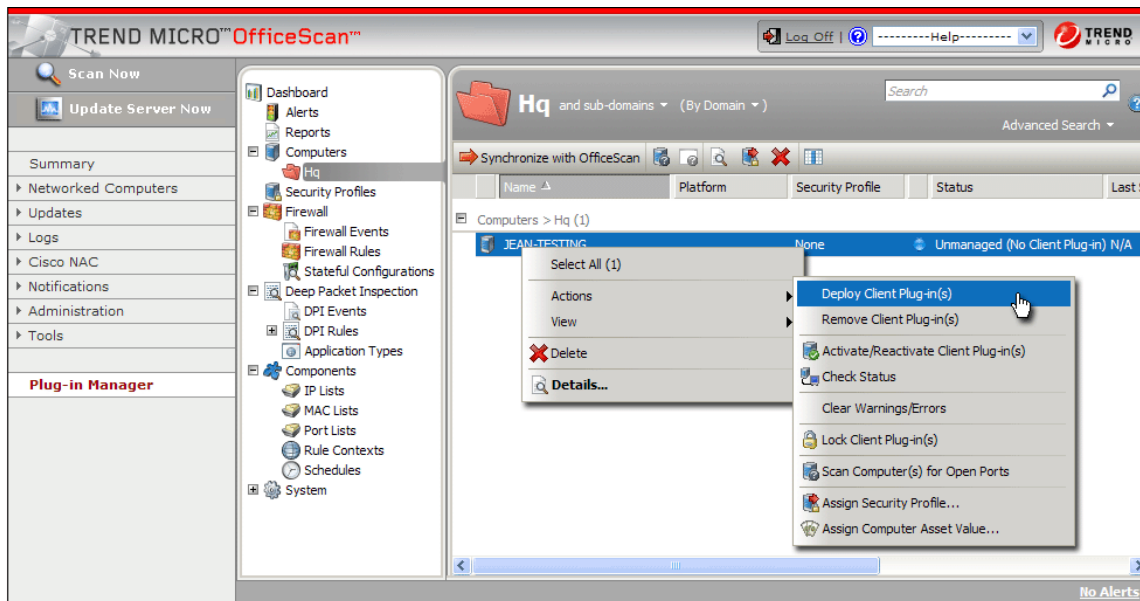 TREND MICRO™ OfficeScan™
Log Off | ---------Help---------
TREND
MICRO
Scan Now
Update Server Now
Summary
Networked Computers
Updates
Logs
Cisco NAC
Notifications
Administration
Tools
Plug-in Manager
Dashboard
Alerts
Reports
Computers
Hq
Security Profiles
Firewall
Firewall Events
Firewall Rules
Stateful Configurations
Deep Packet Inspection
DPI Events
DPI Rules
Application Types
Components
IP Lists
MAC Lists
Port Lists
Rule Contexts
Schedules
System
Hq and sub-domains (By Domain )
Search
Advanced Search
Synchronize with OfficeScan
Name Platform Security Profile Status Last
Computers > Hq (1)
JEAN-TESTING None Unmanaged (No Client Plug-in) N/A
Select All (1)
Actions
View
Delete
Details...
Deploy Client Plug-in(s)
Remove Client Plug-in(s)
Activate/Reactivate Client Plug-in(s)
Check Status
Clear Warnings/Errors
Lock Client Plug-in(s)
Scan Computer(s) for Open Ports
Assign Security Profile...
Assign Computer Asset Value...
No Alerts